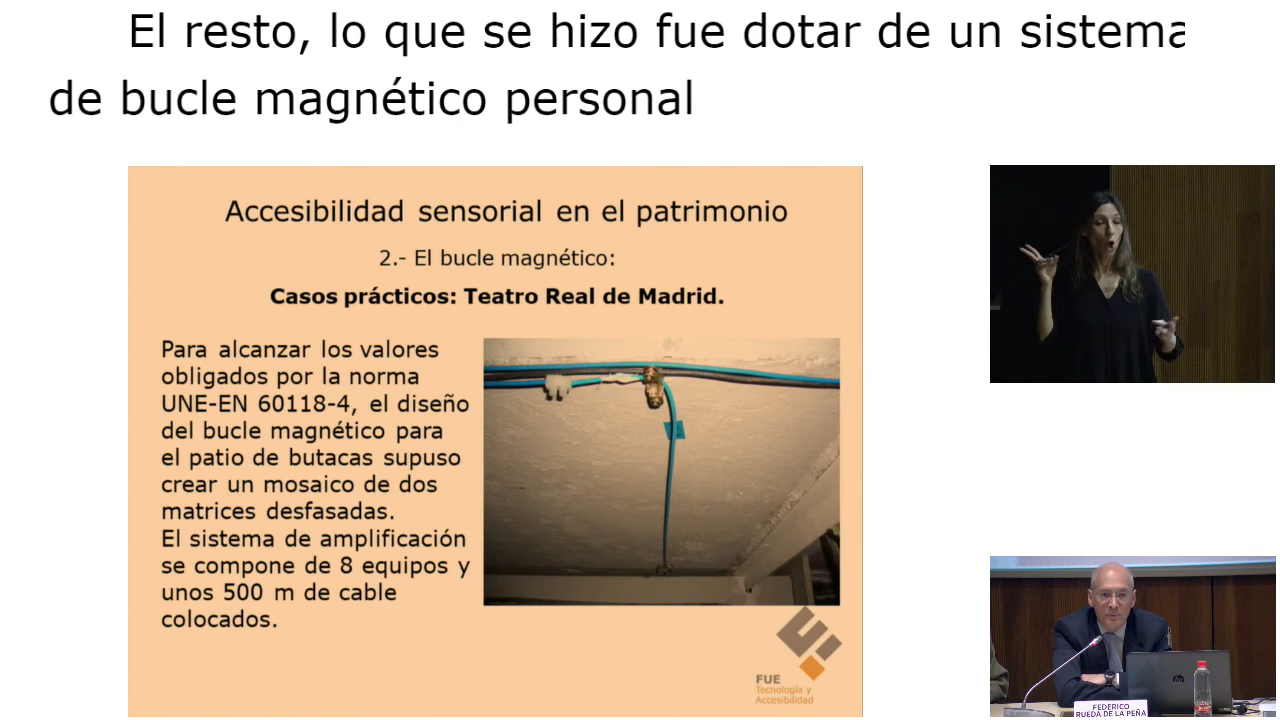 El resto, lo que se hizo fue dotar de un sistema
de bucle magnético personal
Accesibilidad sensorial en el patrimonio
2.- El bucle magnético:
Casos prácticos: Teatro Real de Madrid.
Para alcanzar los valores
obligados por la norma
UNE-EN 60118-4, el diseño
del bucle magnético para
el patio de butacas supuso
crear un mosaico de dos
matrices desfasadas.
El sistema de amplificación
se compone de 8 equipos y
unos 500 m de cable
colocados.
FUE
Tecnología y
Accesibilidad
FEDERICO
RUEDA DE LA PEÑA